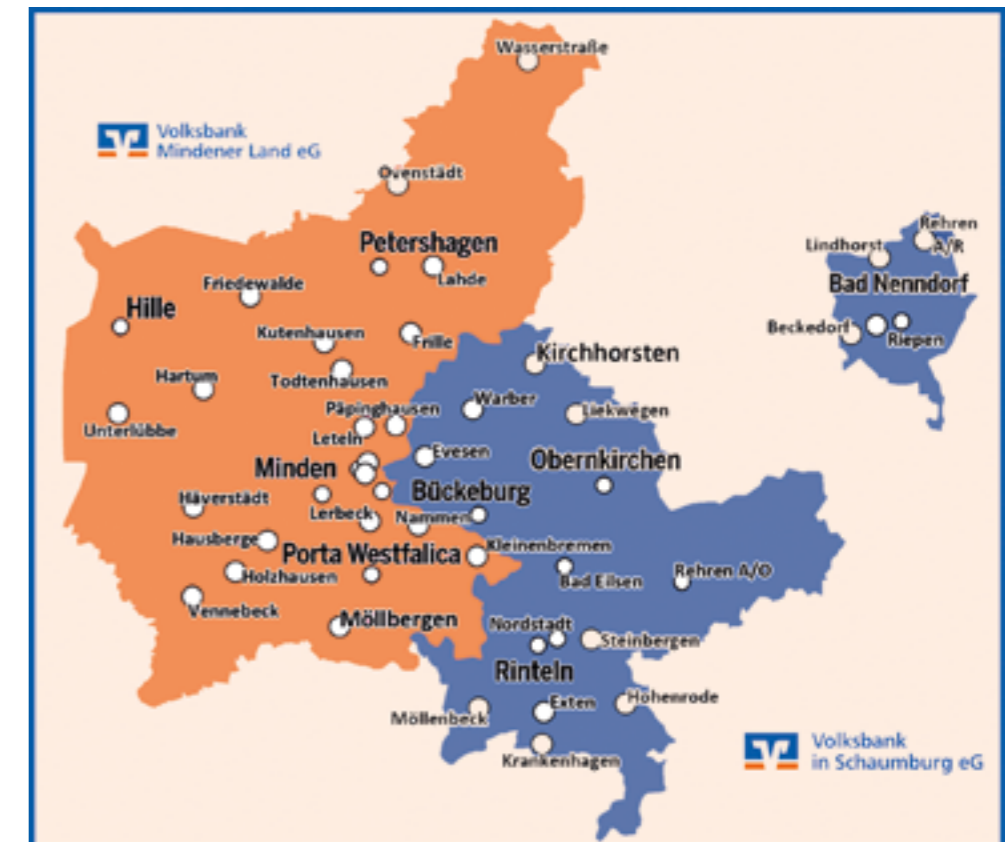 Wasserstraße
Volksbank
Mindener Land eG
Ovenstädt
Rehren
A/R
Lindhorst
Petershagen
Lahde
Bad Nenndorf
Friedewalde
Hille
Beckedorf
Riepen
Kutenhausen
Frille
Kirchhorsten
Hartum
Todtenhausen
Warber
Liekwegen
Päpinghausen
Unterlübbe
Leteln
Evesen
Obernkirchen
Minden
Bückeburg
Häverstädt
Lerbeck
Nammen
Hausberge
Kleinenbremen
Porta Westfalica
Holzhausen
Bad Eilsen
Rehren A/O
Vennebeck
Möllbergen
Nordstadt
Steinbergen
Rinteln
Hohenrode
Exten
Möllenbeck
Krankenhagen
Volksbank
in Schaumburg eG